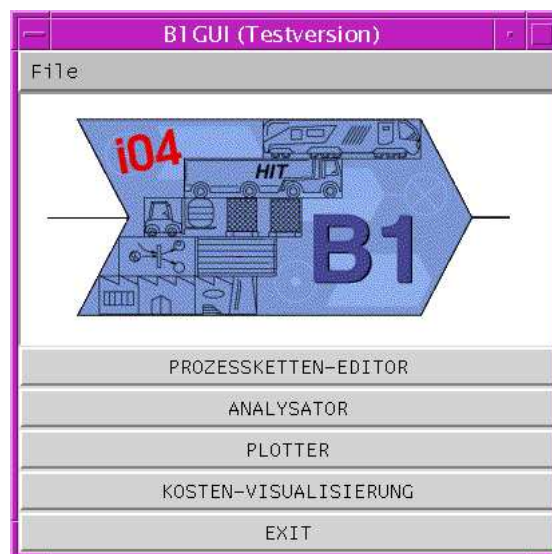 B1GUI (Testversion)
File
i04
HIT
B1
PROZESSKETTEN-EDITOR
ANALYSATOR
PLOTTER
KOSTEN-VISUALISIERUNG
EXIT